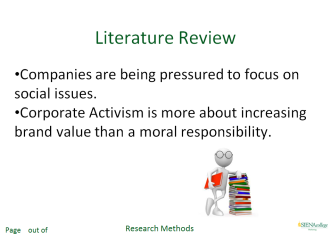 Literature Review
•Companies are being pressured to focus on
social issues.
•Corporate Activism is more about increasing
brand value than a moral responsibility.
Page out of
Research Methods
SIENAcollege